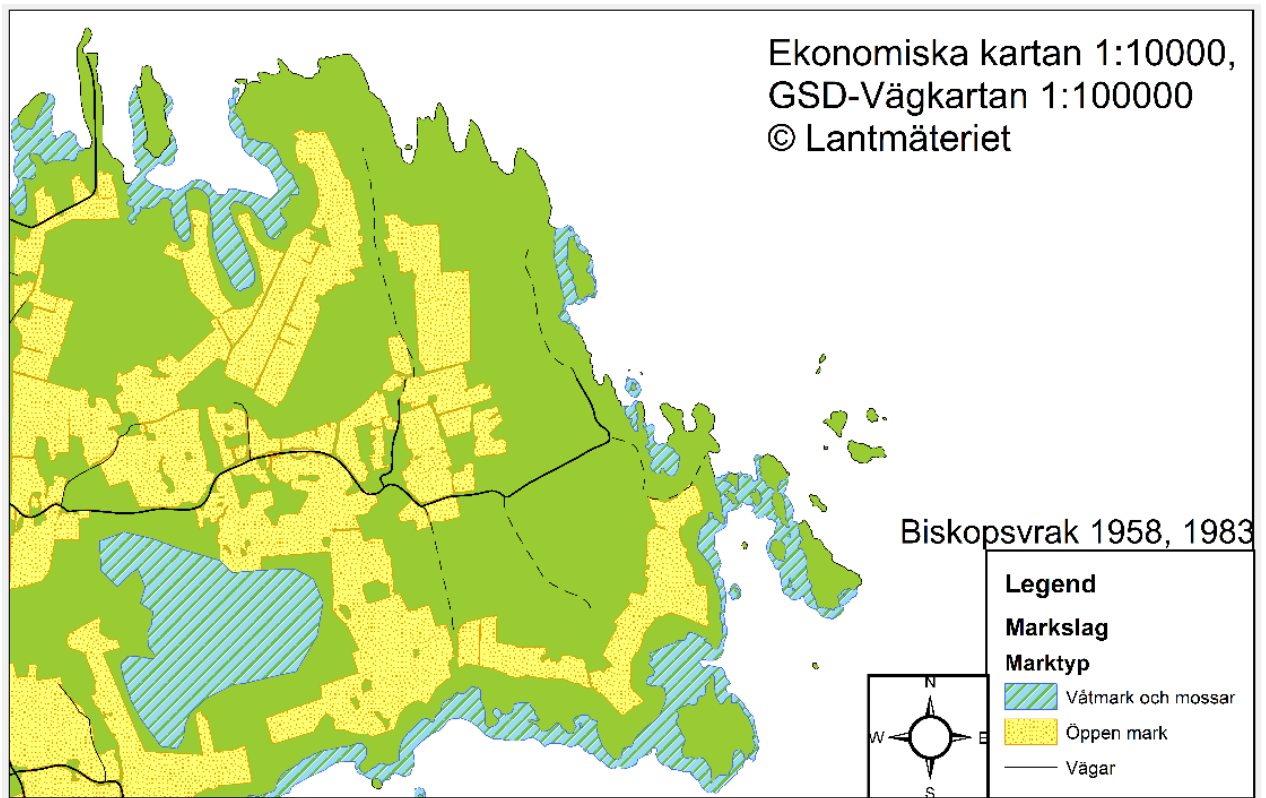 Ekonomiska kartan 1:10000,
GSD-Vägkartan 1:100000
© Lantmäteriet
Biskopsvrak 1958, 1983
Legend
Markslag
Marktyp
Våtmark och mossar
Öppen mark
Vägar
N
W E
S